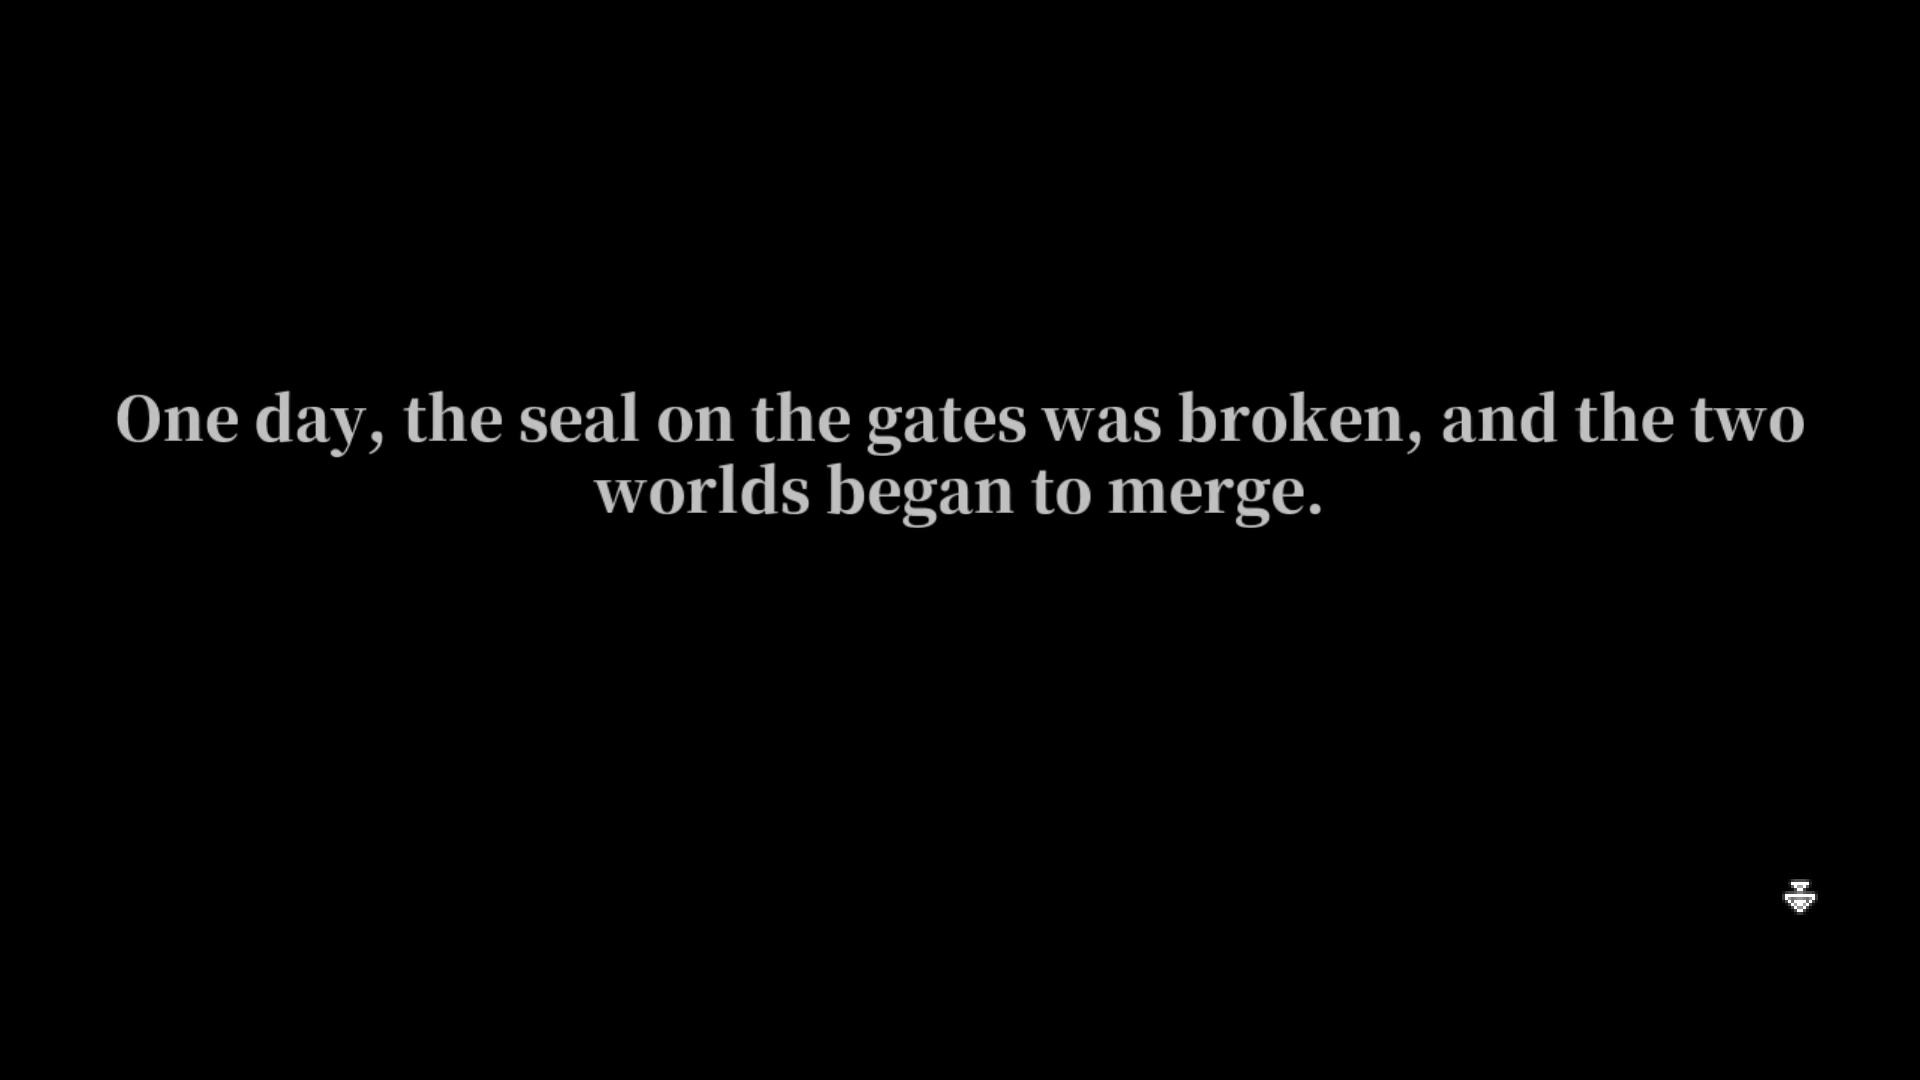 One day, the seal on the gates was broken, and the two
worlds began to merge.